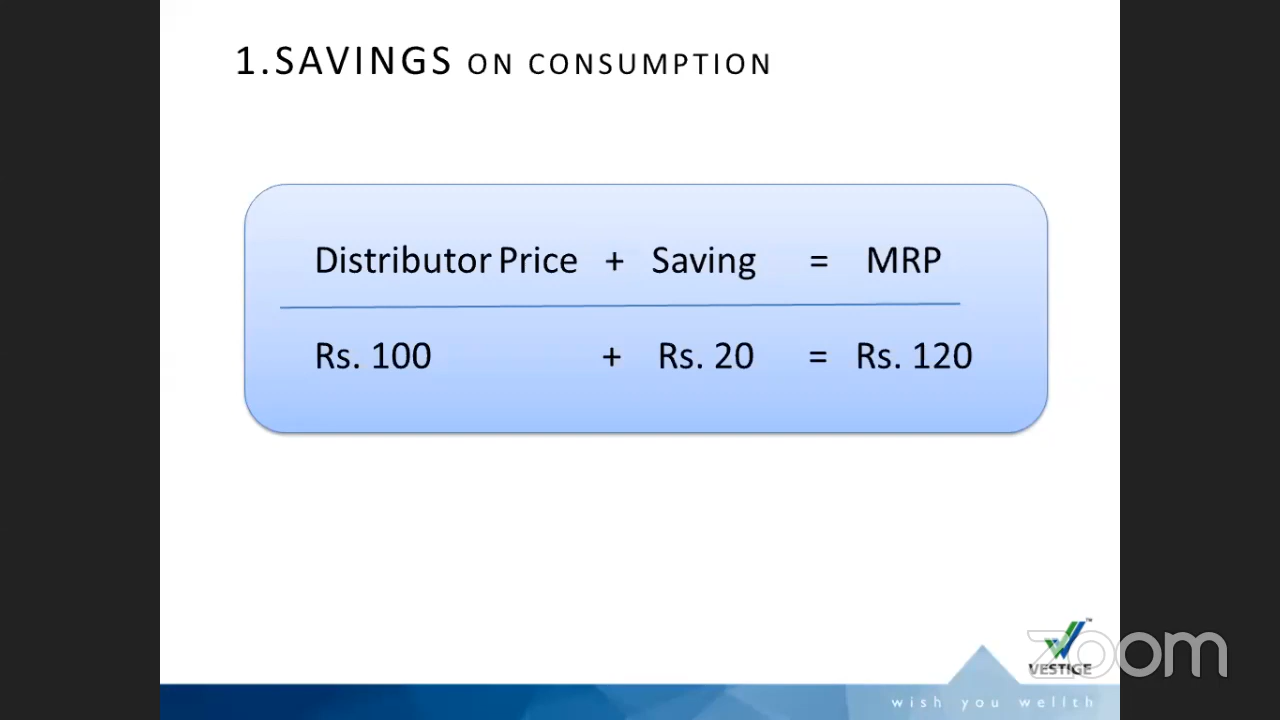 1.SAVINGS ON CONSUMPTION
Distributor Price + Saving = MRP
Rs. 100 + Rs. 20 = Rs. 120
zoom
VESTIGE
TM
wish you wellth